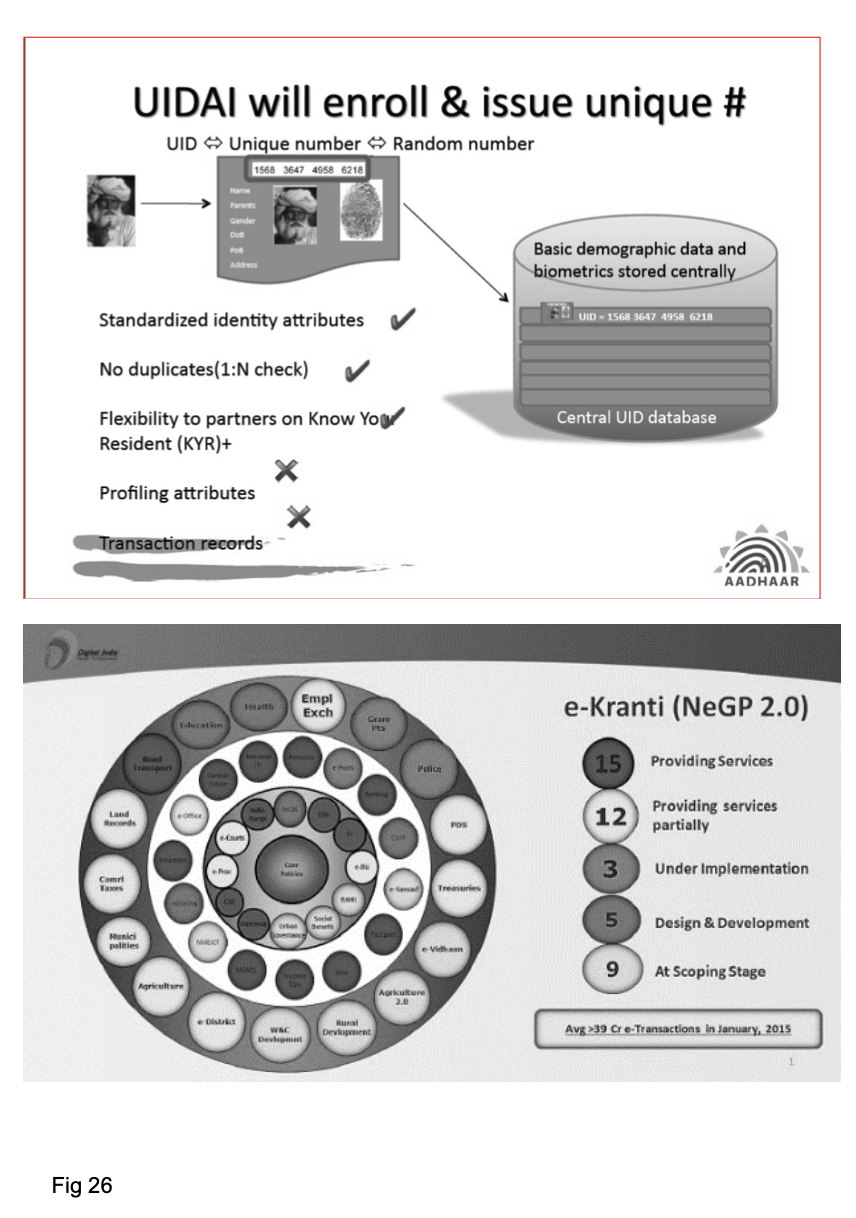 UIDAI will enroll & issue unique #
UID ⇔ Unique number ⇔ Random number
1568 3647 4958 6218
Name
Parents
Gender
DoB
PoB
Address
Basic demographic data and
biometrics stored centrally
UID = 1568 3647 4958 6218
Central UID database
Standardized identity attributes
No duplicates(1:N check)
Flexibility to partners on Know Your
Resident (KYR)+
Profiling attributes
Transaction records
AADHAAR
Digital India
e-Kranti (NeGP 2.0)
Health
Empl
Exch
Gram
Pts
Police
PDS
Treasuries
e-Vidhaan
Agriculture
2.0
Rural
Devlopment
W&C
Devlopmnt
e-District
Agriculture
Munici
palities
Comrl
Taxes
Land
Records
Road
Transport
Education
e-Office
e-Posts
e-Sansad
NMEICT
Income
Tax
Visa
MCA21
India
Portal
e-Courts
e-Proc
CSC
Urban
Governance
Social
Benefit
e-Biz
Core
Policies
15 Providing Services
12 Providing services
partially
3 Under Implementation
5 Design & Development
9 At Scoping Stage
Avg >39 Cr e-Transactions in January, 2015
1
Fig 26